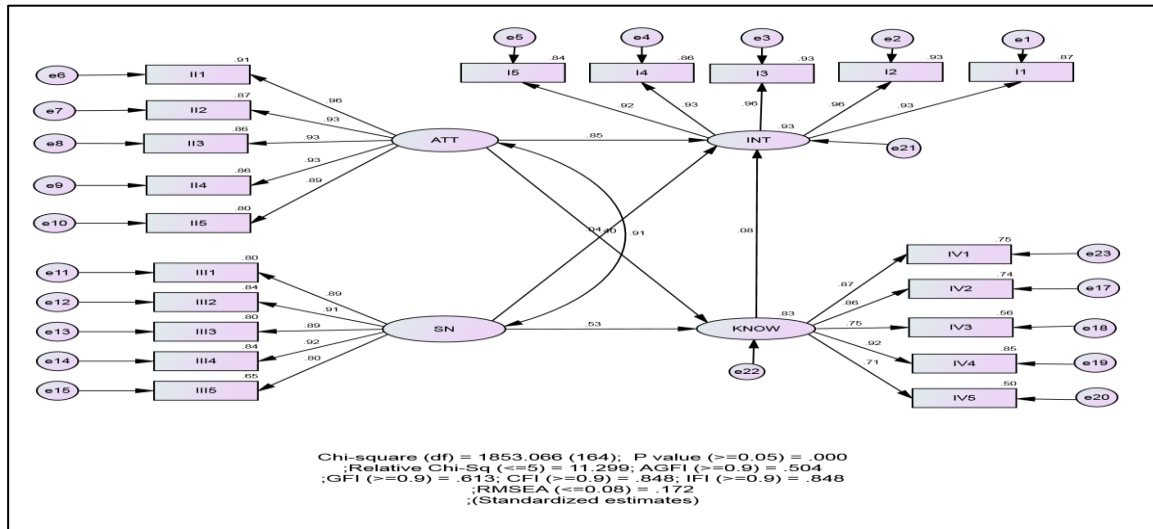 e5 e4 e3 e2 e1
.84 .86 .93 .93 .87
I5 I4 I3 I2 I1
.92 .93 .96 .96 .93
e6 .91 II1 .96
e7 .87 II2 .93
e8 .86 II3 .93
e9 .86 II4 .93
e10 .80 II5 .89
ATT .85 INT .93 e21
.04 .40 .91 .08
e11 .80 III1 .89
e12 .84 III2 .91
e13 .80 III3 .89
e14 .84 III4 .92
e15 .65 III5 .80
SN .53 KNOW .83 e22
.87 IV1 .75 e23
.86 IV2 .74 e17
.75 IV3 .56 e18
.92 IV4 .85 e19
.71 IV5 .50 e20
Chi-square (df) = 1853.066 (164); P value (>=0.05) = .000
;Relative Chi-Sq (<=5) = 11.299; AGFI (>=0.9) = .504
;GFI (>=0.9) = .613; CFI (>=0.9) = .848; IFI (>=0.9) = .848
;RMSEA (<=0.08) = .172
;(Standardized estimates)